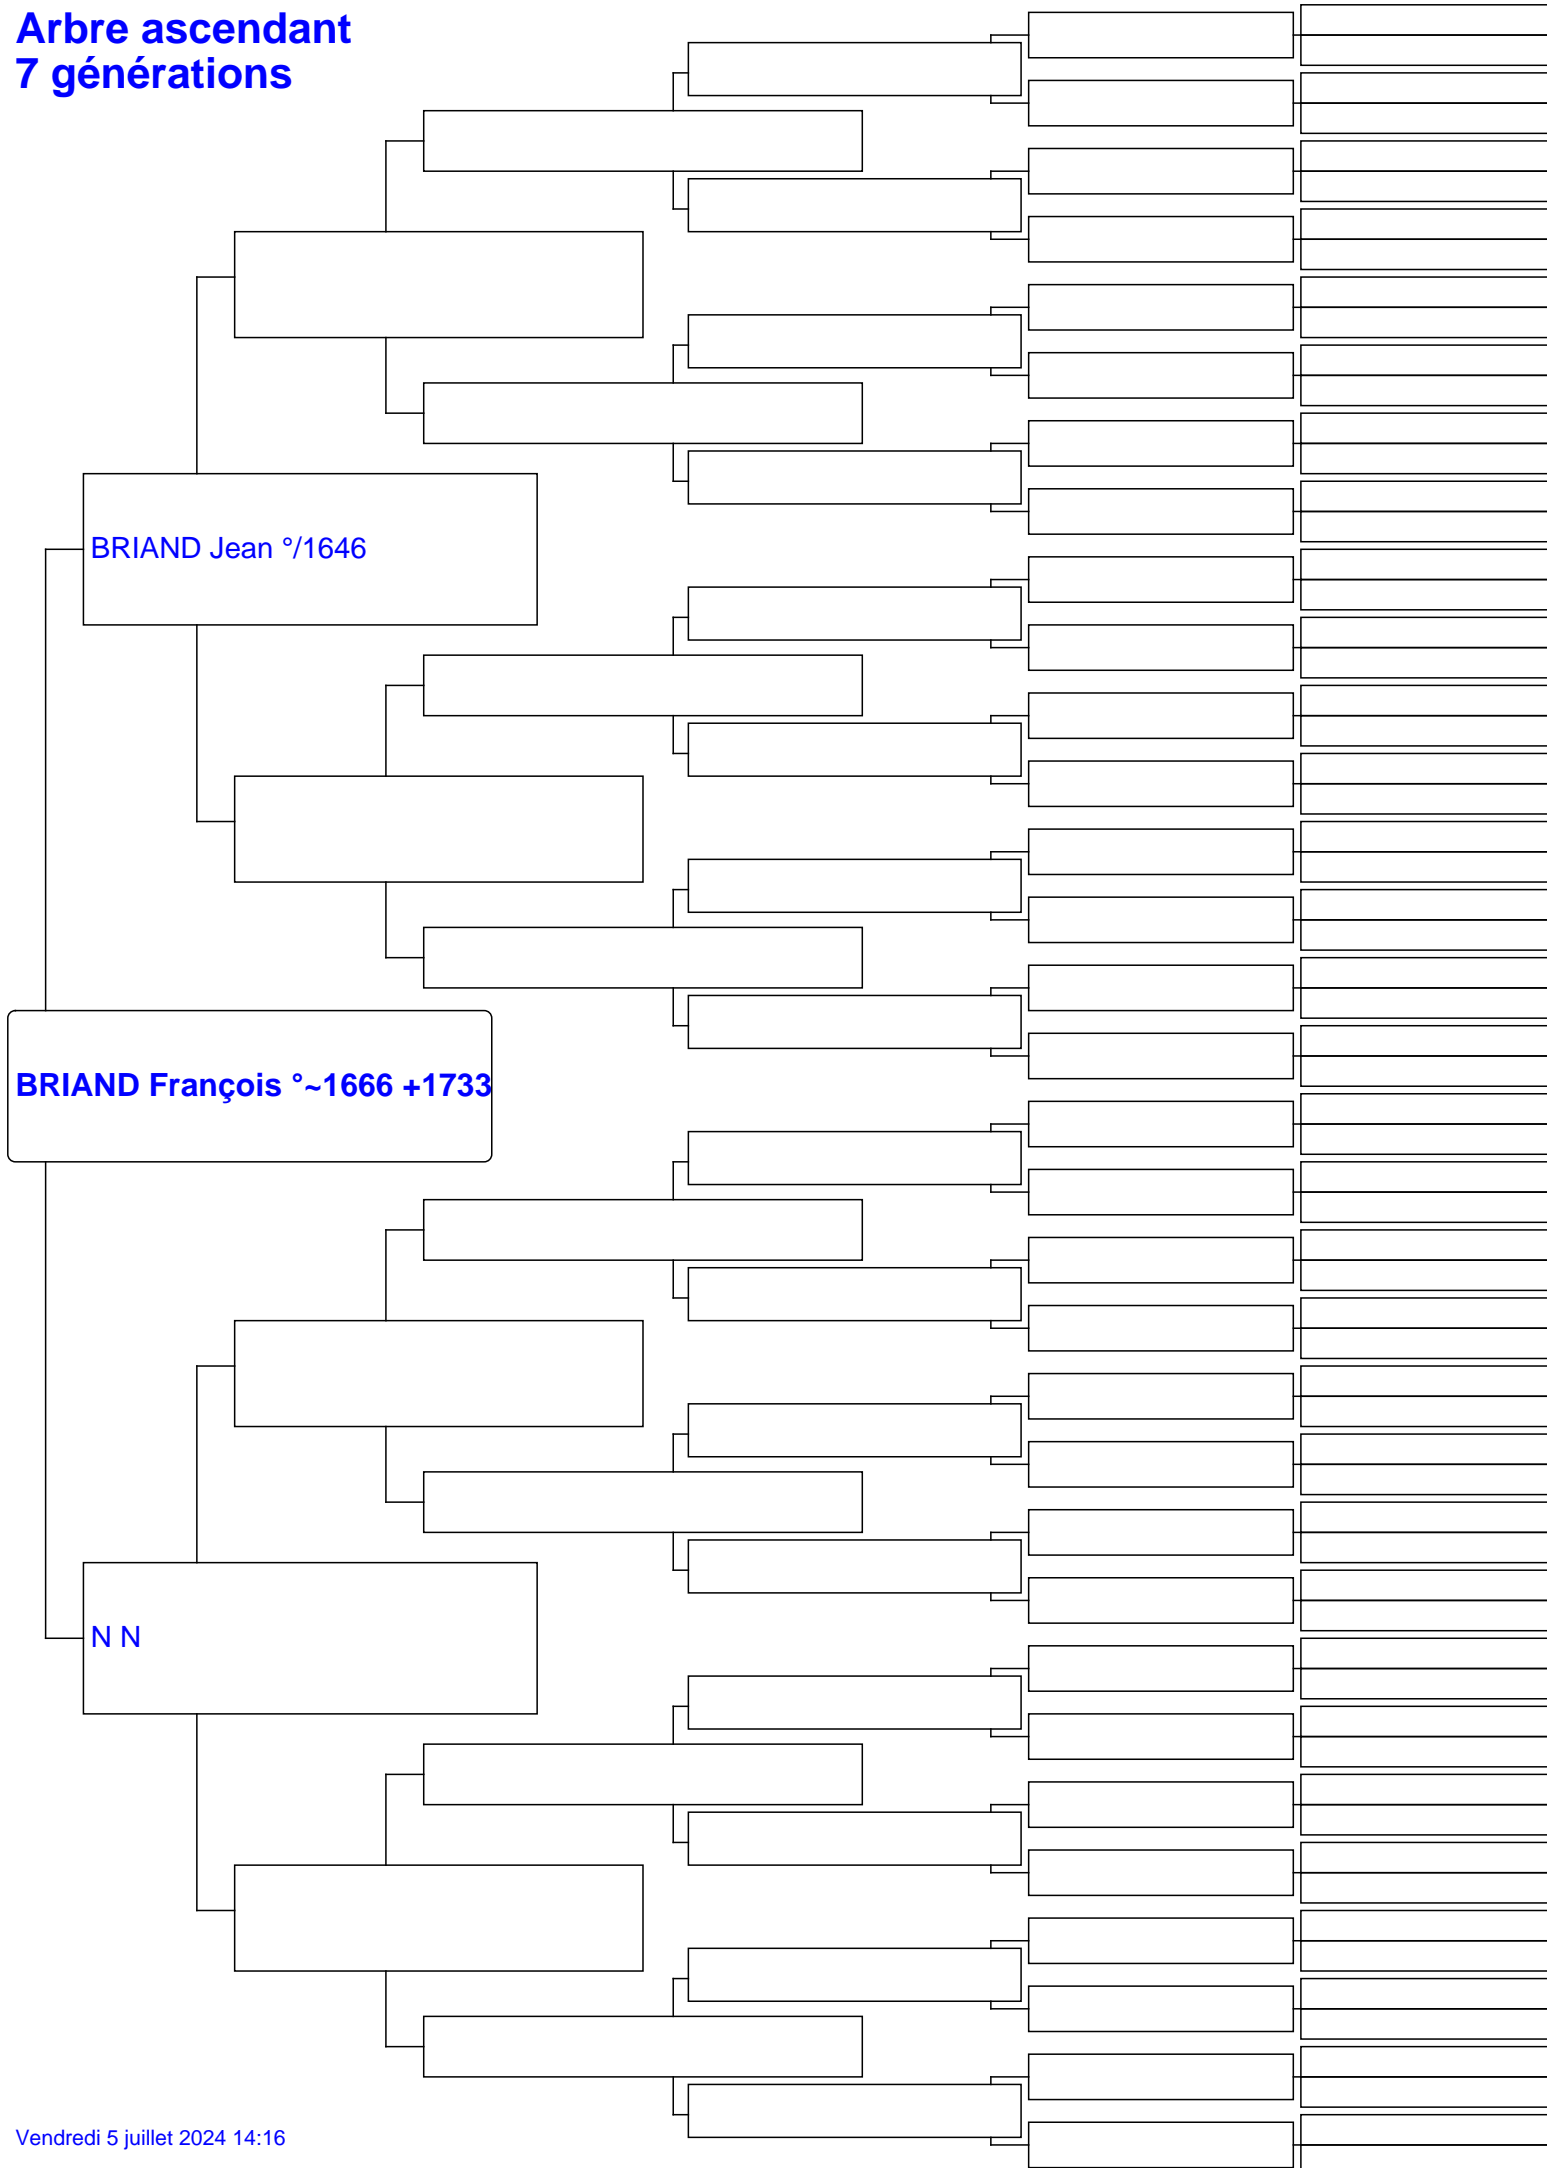 Arbre ascendant
7 générations
BRIAND Jean °/1646
BRIAND François °~1666 +1733
N N
Vendredi 5 juillet 2024 14:16